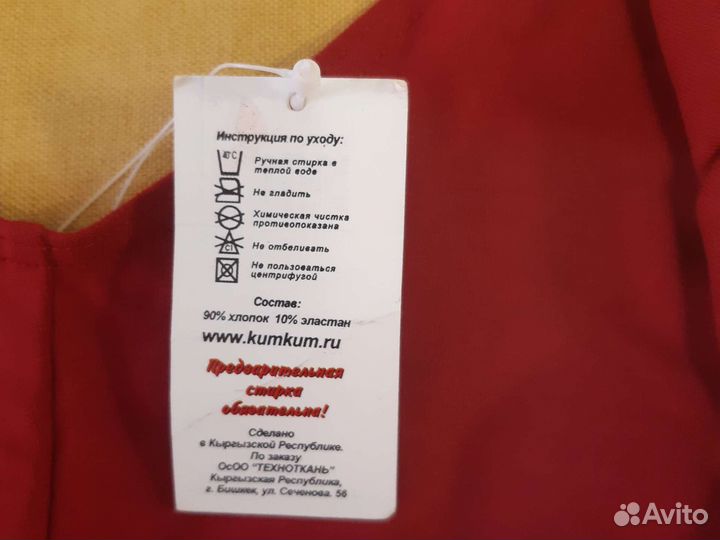 Инструкция по уходу:
40°C
Ручная стирка в
теплой воде
Не гладить
Химическая чистка
противопоказана
Cl
Не отбеливать
Не пользоваться
центрифугой
Состав:
90% хлопок 10% эластан
www.kumkum.ru
Предварительная
старка
обязательна!
Сделано
в Кыргызской Республике.
По заказу
ОсОО "ТЕХНОТКАНЬ"
Кыргызская Республика,
г. Бишкек, ул. Сеченова. 56
Avito